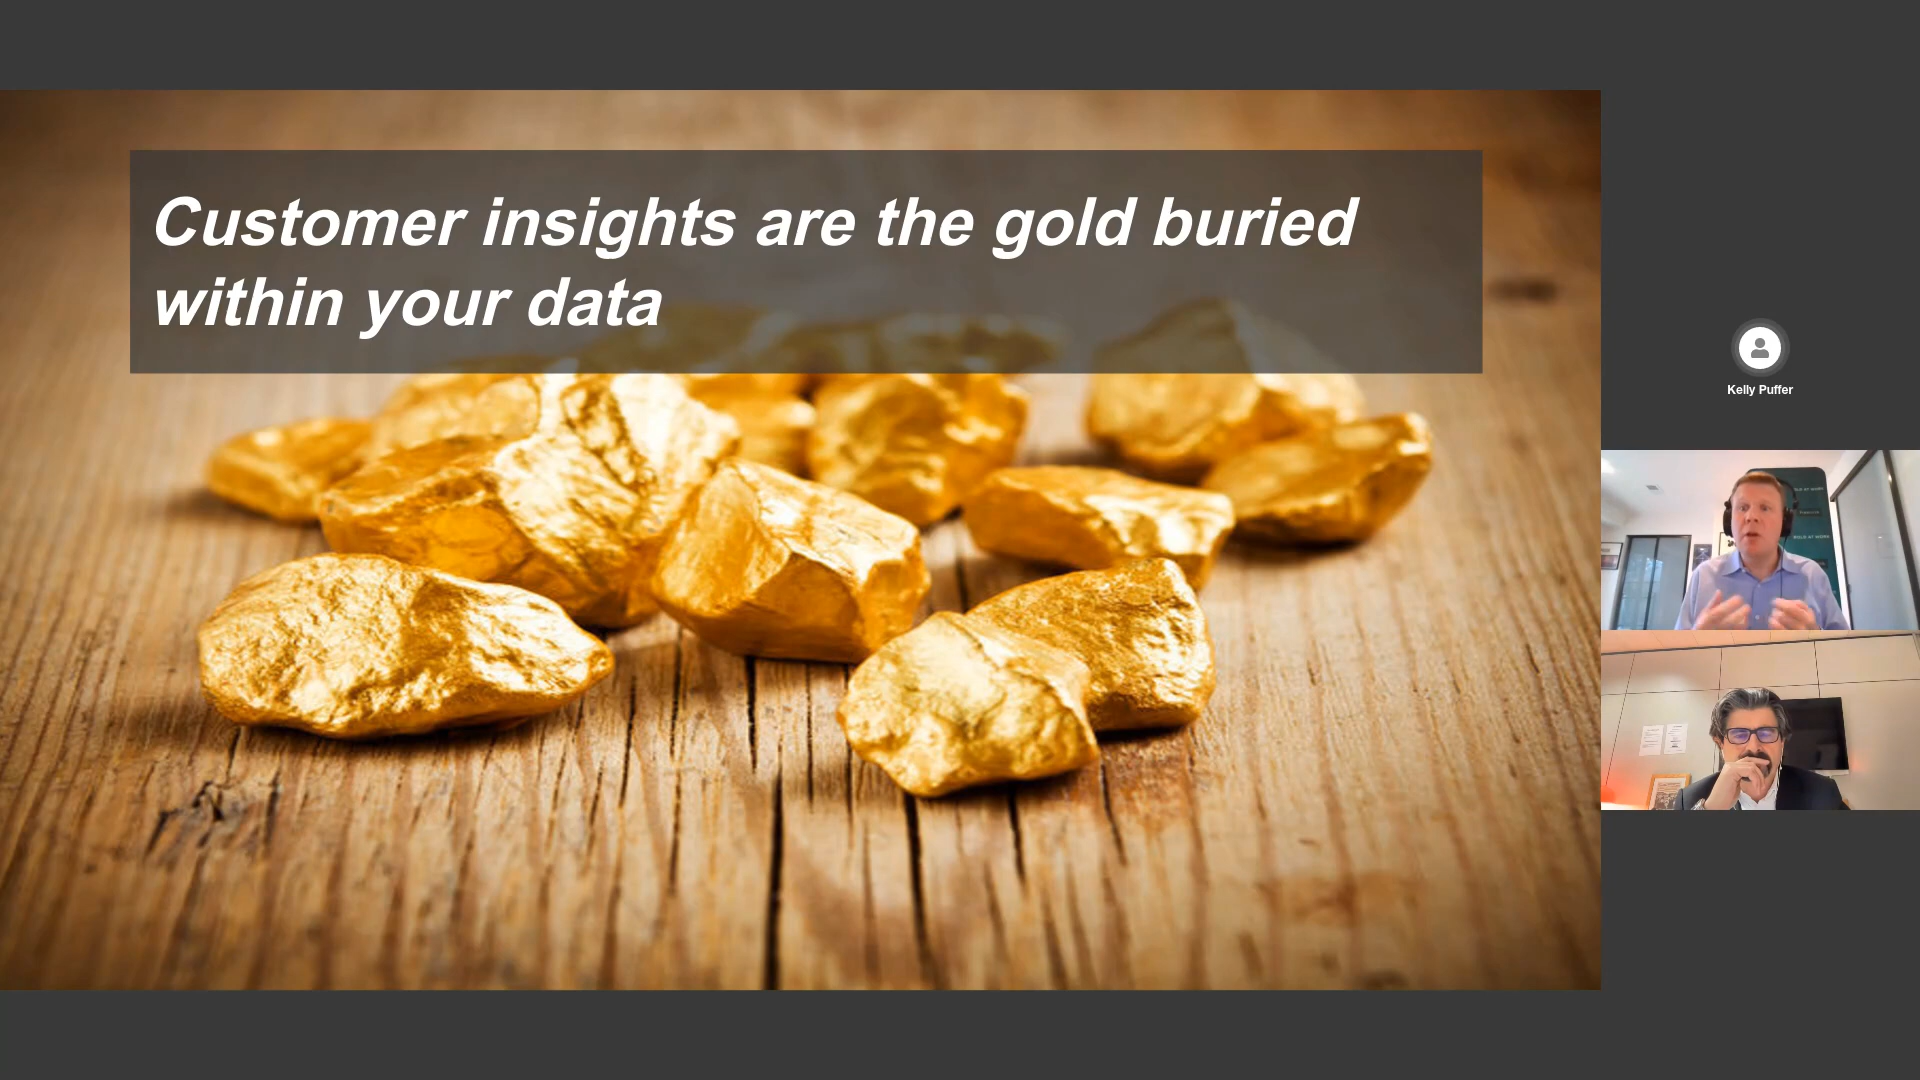 Customer insights are the gold buried
within your data
Kelly Puffer